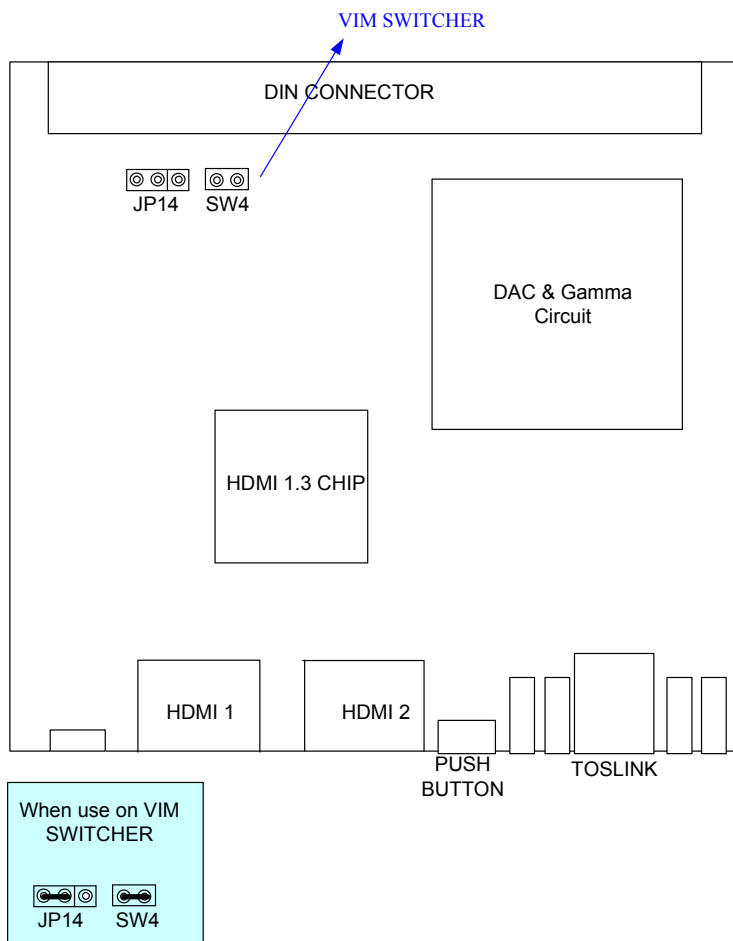 VIM SWITCHER
DIN CONNECTOR
JP14
SW4
DAC & Gamma
Circuit
HDMI 1.3 CHIP
HDMI 1
HDMI 2
PUSH
BUTTON
TOSLINK
When use on VIM
SWITCHER
JP14
SW4